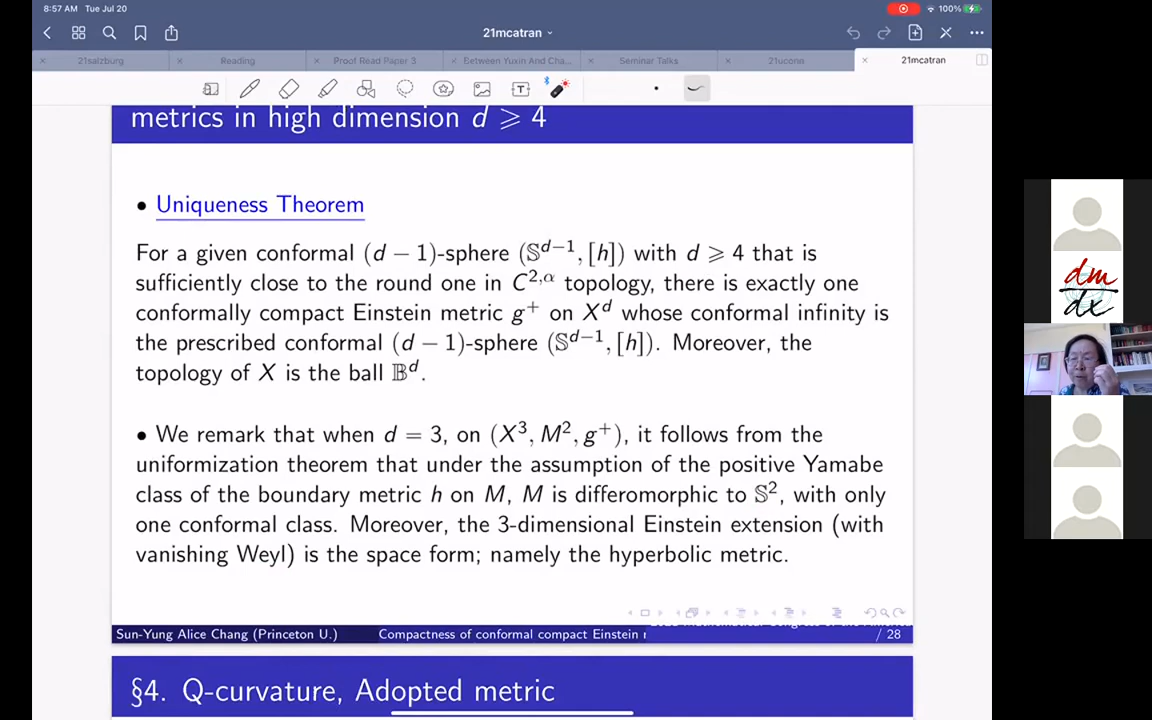 8:57 AM Tue Jul 20
100%
21mcatran
21salzburg
Reading
Proof Read Paper 3
Between Yuxin And Cha...
Seminar Talks
21uconn
21mcatran
metrics in high dimension d ⩾ 4
• Uniqueness Theorem
For a given conformal (d − 1)-sphere (𝕊^{d−1}, [h]) with d ⩾ 4 that is
sufficiently close to the round one in C^{2,α} topology, there is exactly one
conformally compact Einstein metric g⁺ on X^d whose conformal infinity is
the prescribed conformal (d − 1)-sphere (𝕊^{d−1}, [h]). Moreover, the
topology of X is the ball 𝔹^d.
• We remark that when d = 3, on (X³, M², g⁺), it follows from the
uniformization theorem that under the assumption of the positive Yamabe
class of the boundary metric h on M, M is differomorphic to 𝕊², with only
one conformal class. Moreover, the 3-dimensional Einstein extension (with
vanishing Weyl) is the space form; namely the hyperbolic metric.
Sun-Yung Alice Chang (Princeton U.)
Compactness of conformal compact Einstein
/ 28
§4. Q-curvature, Adopted metric
dm
dx